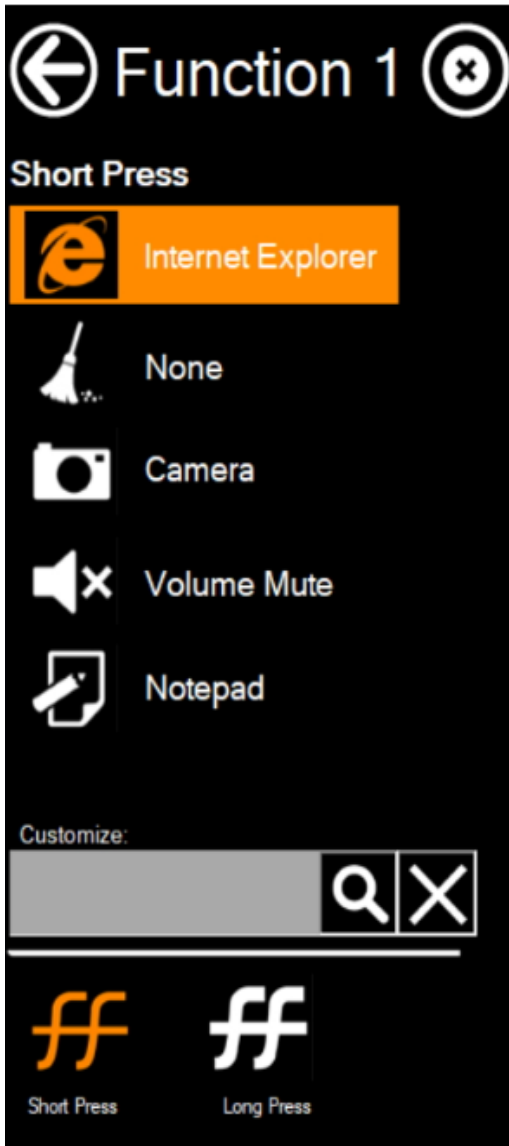 Function 1
Short Press
Internet Explorer
None
Camera
Volume Mute
Notepad
Customize:
Short Press
Long Press